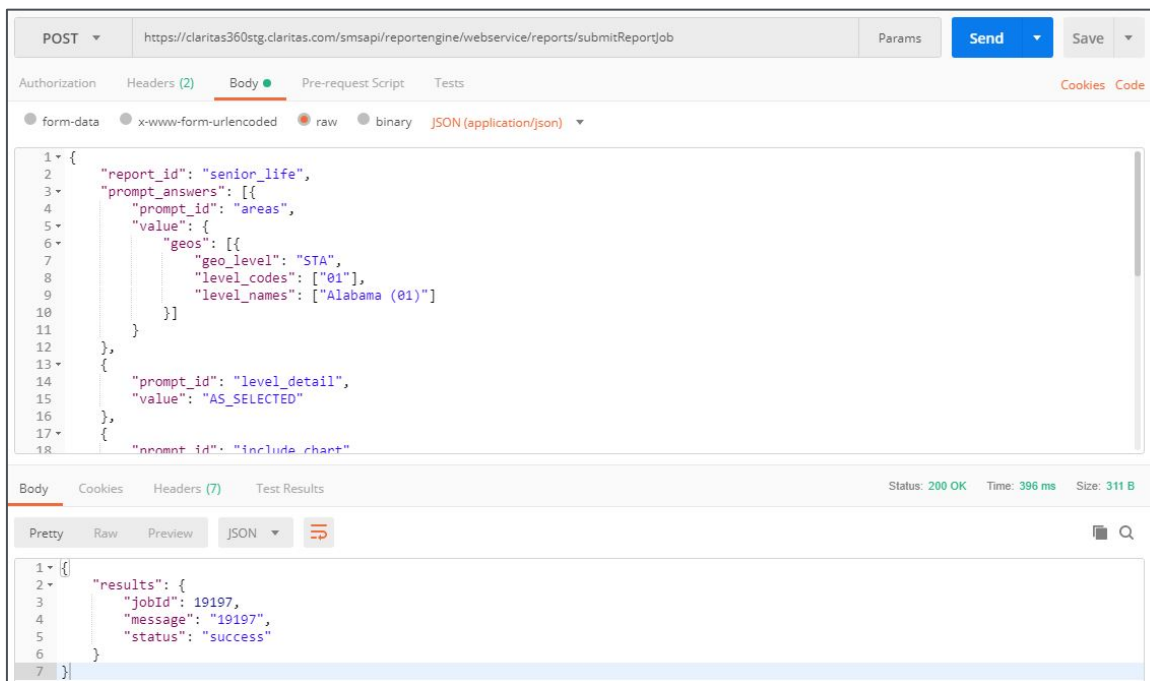 POST https://claritas360stg.claritas.com/smsapi/reportengine/webservice/reports/submitReportJob Params Send Save
Authorization Headers (2) Body Pre-request Script Tests Cookies Code
form-data x-www-form-urlencoded raw binary JSON (application/json)
1 {
2 "report_id": "senior_life",
3 "prompt_answers": [{
4 "prompt_id": "areas",
5 "value": {
6 "geos": [{
7 "geo_level": "STA",
8 "level_codes": ["01"],
9 "level_names": ["Alabama (01)"]
10 }]
11 }
12 },
13 {
14 "prompt_id": "level_detail",
15 "value": "AS_SELECTED"
16 },
17 {
18 "prompt_id": "include_chart"
Body Cookies Headers (7) Test Results Status: 200 OK Time: 396 ms Size: 311 B
Pretty Raw Preview JSON
1 {
2 "results": {
3 "jobId": 19197,
4 "message": "19197",
5 "status": "success"
6 }
7 }